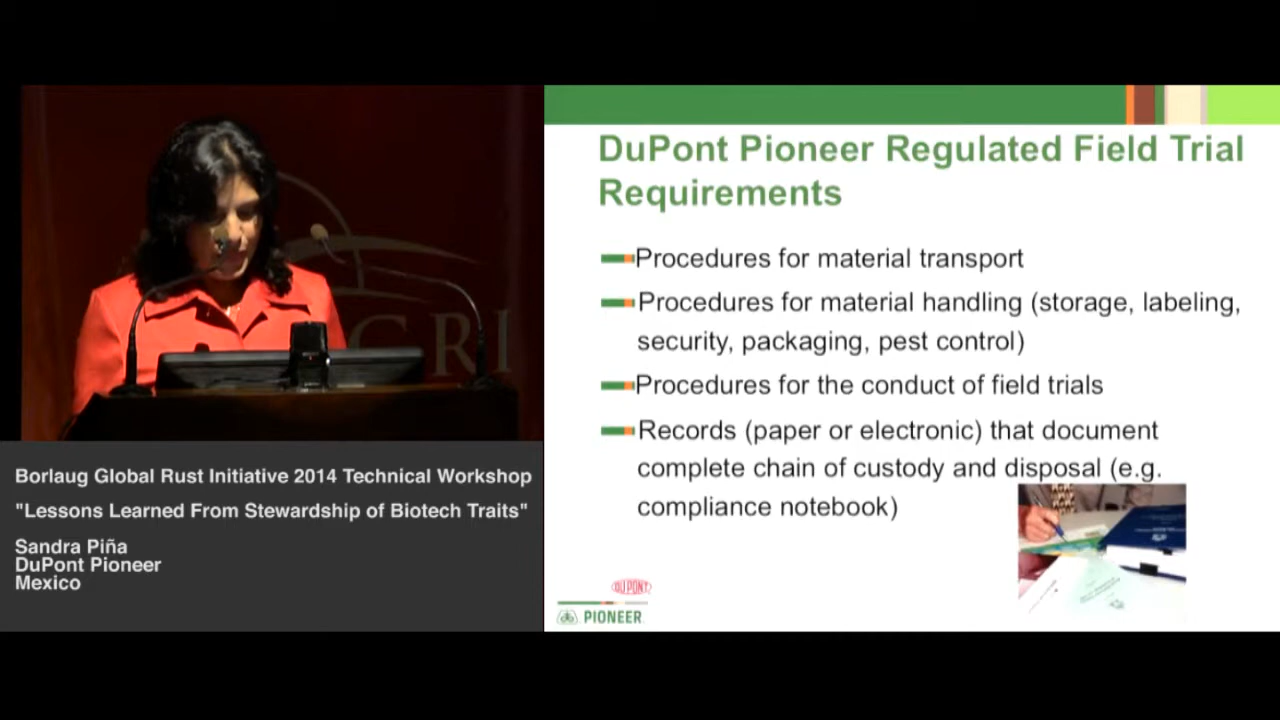 DuPont Pioneer Regulated Field Trial
Requirements
Procedures for material transport
Procedures for material handling (storage, labeling,
security, packaging, pest control)
Procedures for the conduct of field trials
Records (paper or electronic) that document
complete chain of custody and disposal (e.g.
compliance notebook)
DUPONT
PIONEER
GRI
Borlaug Global Rust Initiative 2014 Technical Workshop
"Lessons Learned From Stewardship of Biotech Traits"
Sandra Piña
DuPont Pioneer
Mexico